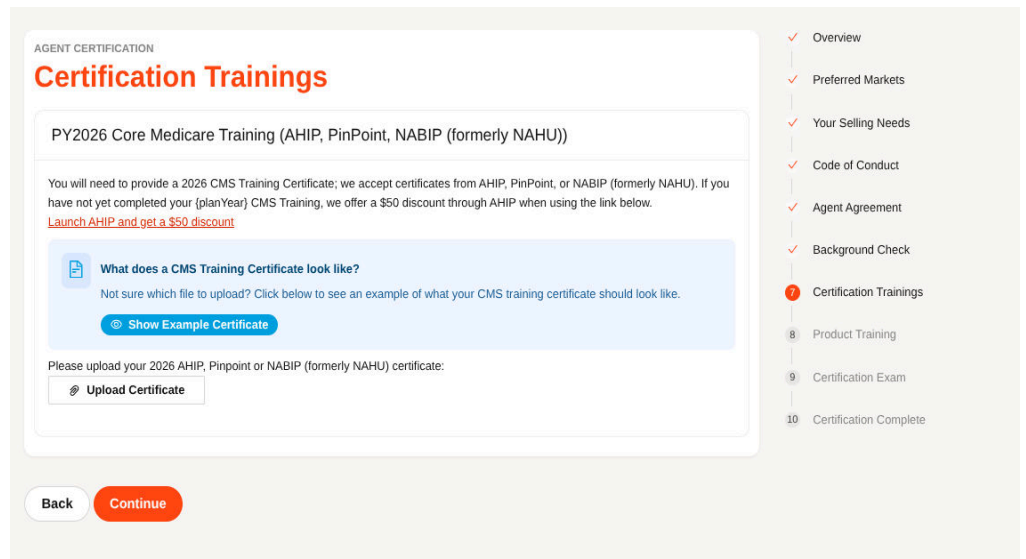 AGENT CERTIFICATION
Certification Trainings
PY2026 Core Medicare Training (AHIP, PinPoint, NABIP (formerly NAHU))
You will need to provide a 2026 CMS Training Certificate; we accept certificates from AHIP, PinPoint, or NABIP (formerly NAHU). If you
have not yet completed your {planYear} CMS Training, we offer a $50 discount through AHIP when using the link below.
Launch AHIP and get a $50 discount
What does a CMS Training Certificate look like?
Not sure which file to upload? Click below to see an example of what your CMS training certificate should look like.
Show Example Certificate
Please upload your 2026 AHIP, Pinpoint or NABIP (formerly NAHU) certificate:
Upload Certificate
Back
Continue
Overview
Preferred Markets
Your Selling Needs
Code of Conduct
Agent Agreement
Background Check
7 Certification Trainings
8 Product Training
9 Certification Exam
10 Certification Complete